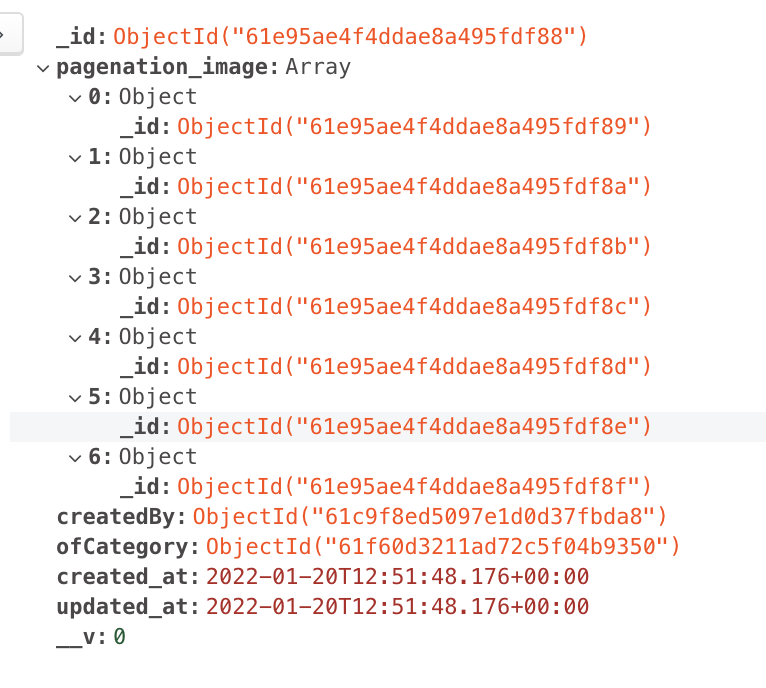 _id: ObjectId("61e95ae4f4ddae8a495fdf88")
pagenation_image: Array
0: Object
_id: ObjectId("61e95ae4f4ddae8a495fdf89")
1: Object
_id: ObjectId("61e95ae4f4ddae8a495fdf8a")
2: Object
_id: ObjectId("61e95ae4f4ddae8a495fdf8b")
3: Object
_id: ObjectId("61e95ae4f4ddae8a495fdf8c")
4: Object
_id: ObjectId("61e95ae4f4ddae8a495fdf8d")
5: Object
_id: ObjectId("61e95ae4f4ddae8a495fdf8e")
6: Object
_id: ObjectId("61e95ae4f4ddae8a495fdf8f")
createdBy: ObjectId("61c9f8ed5097e1d0d37fbda8")
ofCategory: ObjectId("61f60d3211ad72c5f04b9350")
created_at: 2022-01-20T12:51:48.176+00:00
updated_at: 2022-01-20T12:51:48.176+00:00
__v: 0